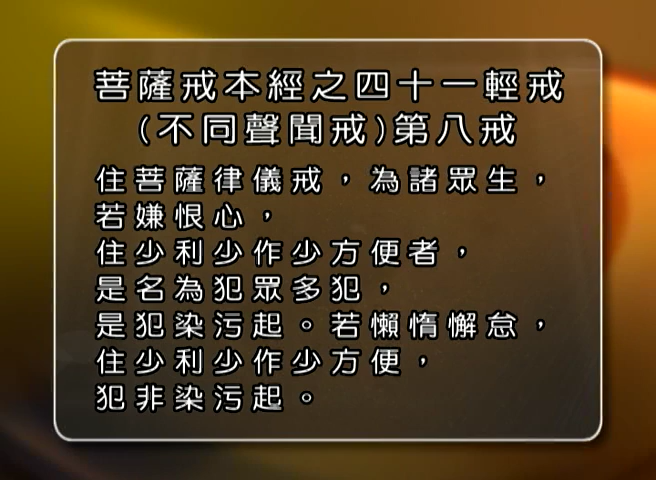 菩薩戒本經之四十一輕戒
(不同聲聞戒)第八戒
住菩薩律儀戒，為諸眾生，
若嫌恨心，
住少利少作少方便者，
是名為犯眾多犯，
是犯染污起。若懶惰懈怠，
住少利少作少方便，
犯非染污起。